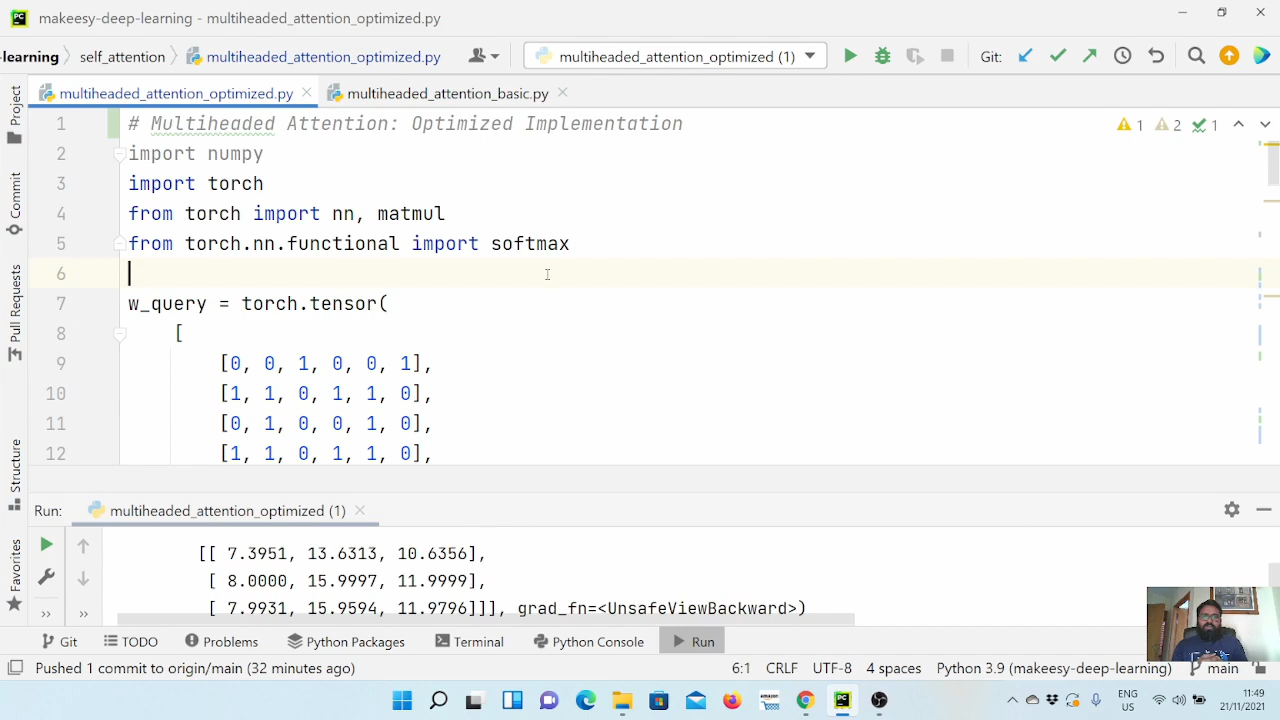 makeesy-deep-learning - multiheaded_attention_optimized.py
-learning self_attention multiheaded_attention_optimized.py multiheaded_attention_optimized (1) Git:
multiheaded_attention_optimized.py multiheaded_attention_basic.py
1 # Multiheaded Attention: Optimized Implementation 1 2 1
2 import numpy
3 import torch
4 from torch import nn, matmul
5 from torch.nn.functional import softmax
6
7 w_query = torch.tensor(
8 [
9 [0, 0, 1, 0, 0, 1],
10 [1, 1, 0, 1, 1, 0],
11 [0, 1, 0, 0, 1, 0],
12 [1, 1, 0, 1, 1, 0],
Project
Commit
Pull Requests
Structure
Favorites
Run: multiheaded_attention_optimized (1)
[[ 7.3951, 13.6313, 10.6356],
[ 8.0000, 15.9997, 11.9999],
[ 7.9931, 15.9594, 11.9796]]], grad_fn=<UnsafeViewBackward>)
Git TODO Problems Python Packages Terminal Python Console Run
Pushed 1 commit to origin/main (32 minutes ago) 6:1 CRLF UTF-8 4 spaces Python 3.9 (makeesy-deep-learning) main
amazon
ENG
US
11:49
21/11/2021